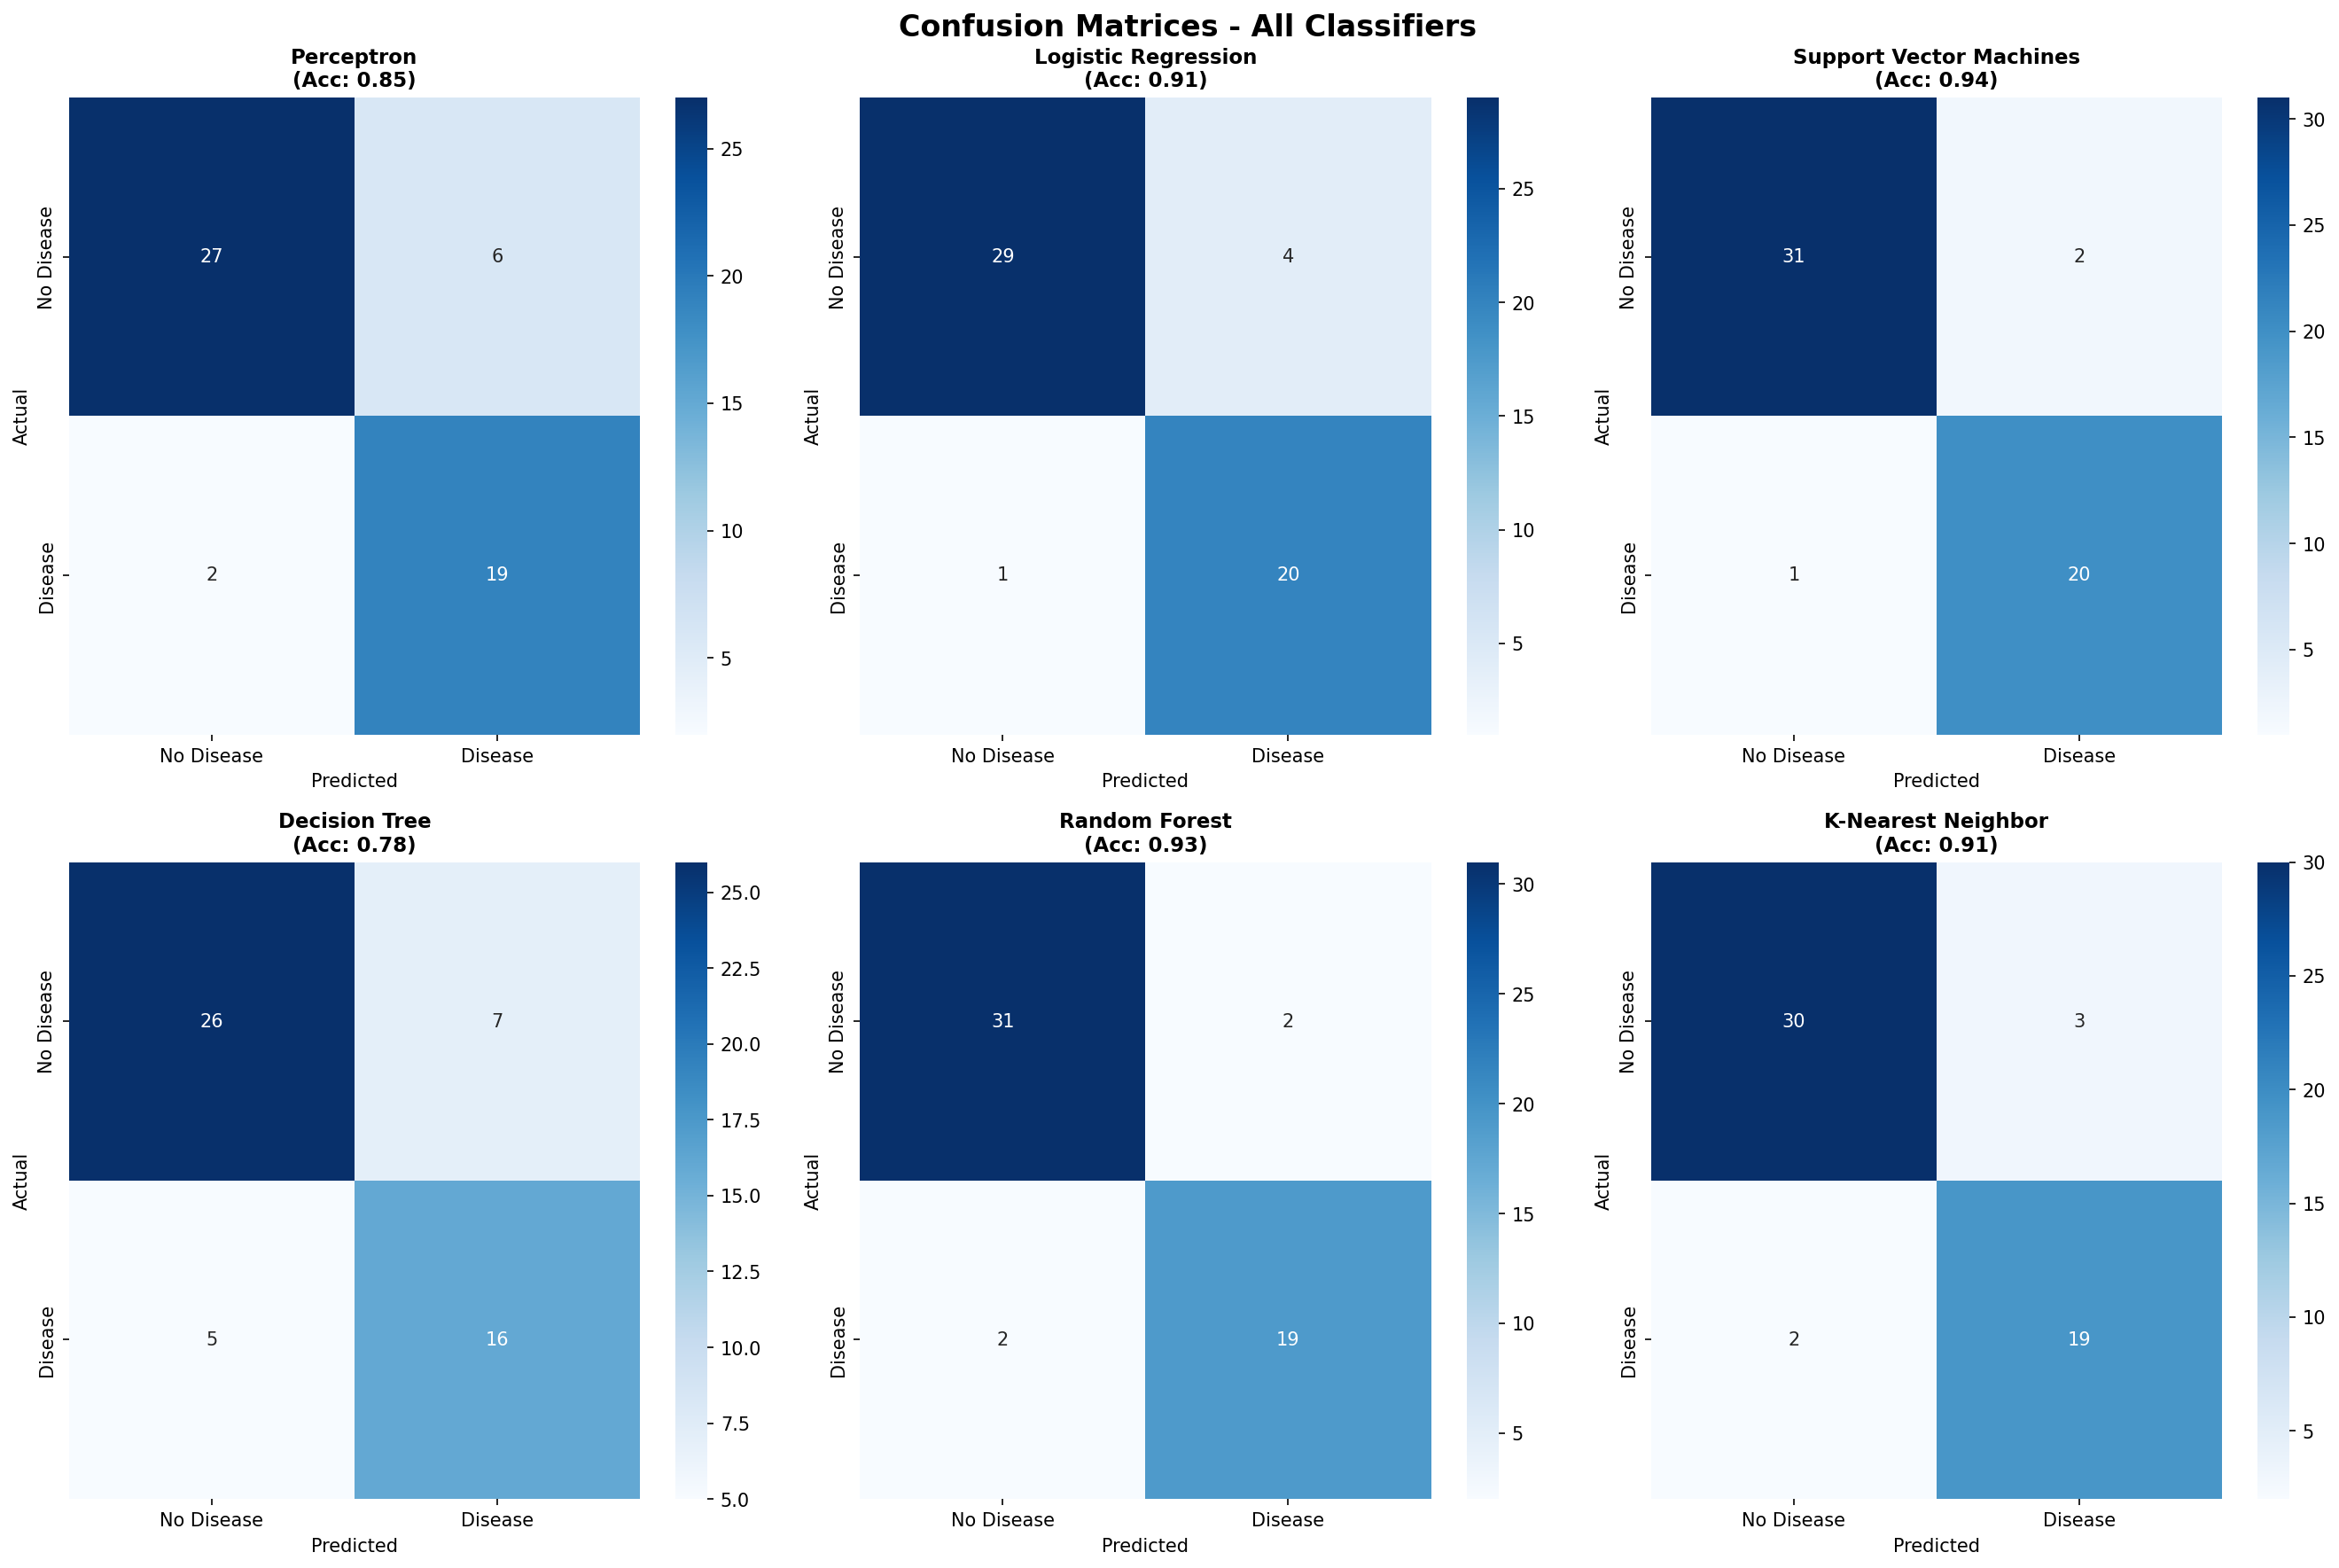 Confusion Matrices - All Classifiers
Perceptron
(Acc: 0.85)
No Disease
Disease
Actual
27
6
2
19
25
20
15
10
5
No Disease
Disease
Predicted
Logistic Regression
(Acc: 0.91)
No Disease
Disease
Actual
29
4
1
20
25
20
15
10
5
No Disease
Disease
Predicted
Support Vector Machines
(Acc: 0.94)
No Disease
Disease
Actual
31
2
1
20
30
25
20
15
10
5
No Disease
Disease
Predicted
Decision Tree
(Acc: 0.78)
No Disease
Disease
Actual
26
7
5
16
25.0
22.5
20.0
17.5
15.0
12.5
10.0
7.5
5.0
No Disease
Disease
Predicted
Random Forest
(Acc: 0.93)
No Disease
Disease
Actual
31
2
2
19
30
25
20
15
10
5
No Disease
Disease
Predicted
K-Nearest Neighbor
(Acc: 0.91)
No Disease
Disease
Actual
30
3
2
19
30
25
20
15
10
5
No Disease
Disease
Predicted